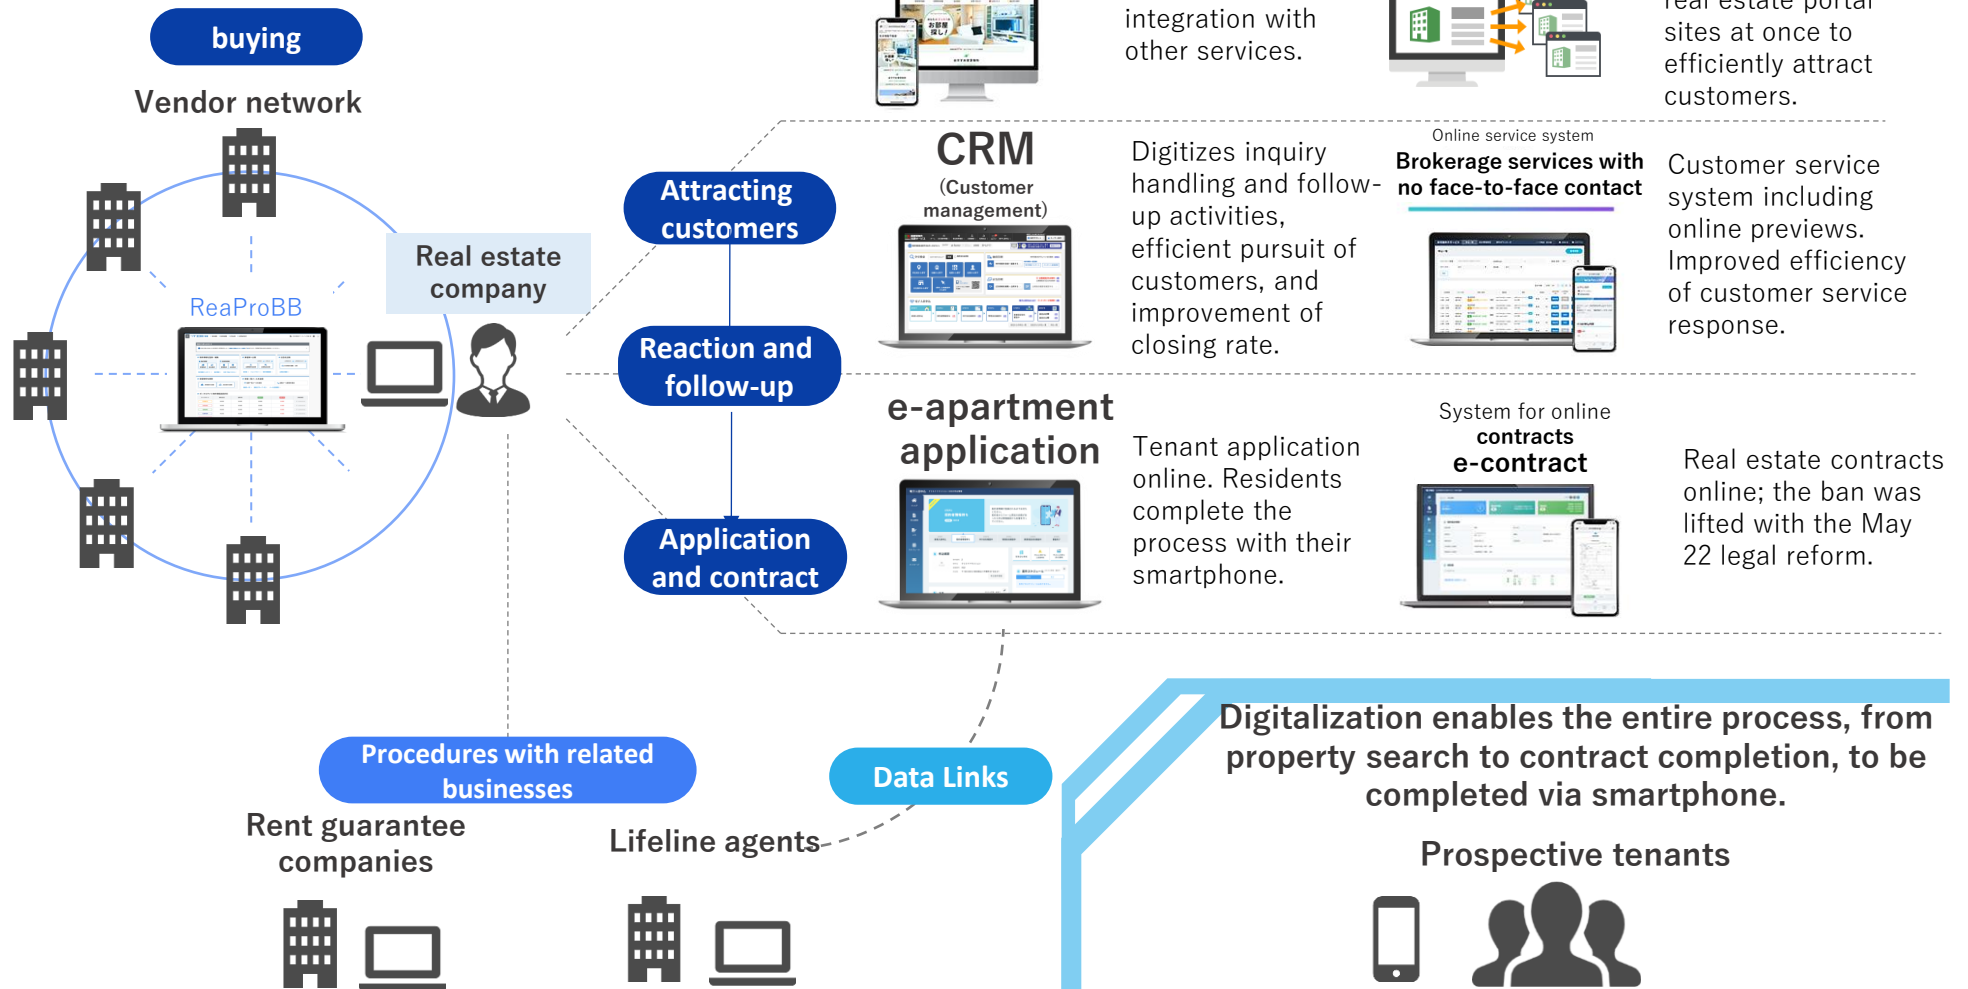 buying
Vendor network
ReaProBB
Real estate
company
Attracting
customers
Reaction and
follow-up
Application
and contract
お部屋
探し!
integration with
other services.
real estate portal
sites at once to
efficiently attract
customers.
CRM
(Customer
management)
Digitizes inquiry
handling and follow-
up activities,
efficient pursuit of
customers, and
improvement of
closing rate.
Online service system
Brokerage services with
no face-to-face contact
Customer service
system including
online previews.
Improved efficiency
of customer service
response.
e-apartment
application
Tenant application
online. Residents
complete the
process with their
smartphone.
System for online
contracts
e-contract
Real estate contracts
online; the ban was
lifted with the May
22 legal reform.
Procedures with related
businesses
Data Links
Rent guarantee
companies
Lifeline agents
Digitalization enables the entire process, from
property search to contract completion, to be
completed via smartphone.
Prospective tenants